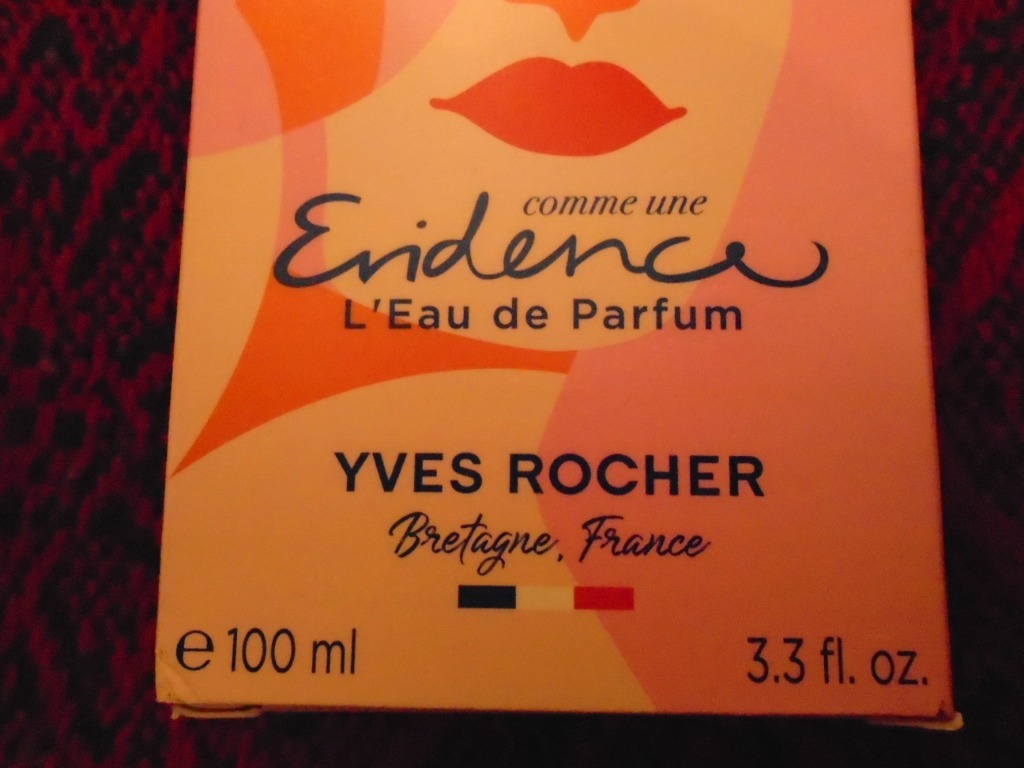 comme une
Evidence
L'Eau de Parfum
YVES ROCHER
Bretagne, France
℮ 100 ml
3.3 fl. oz.